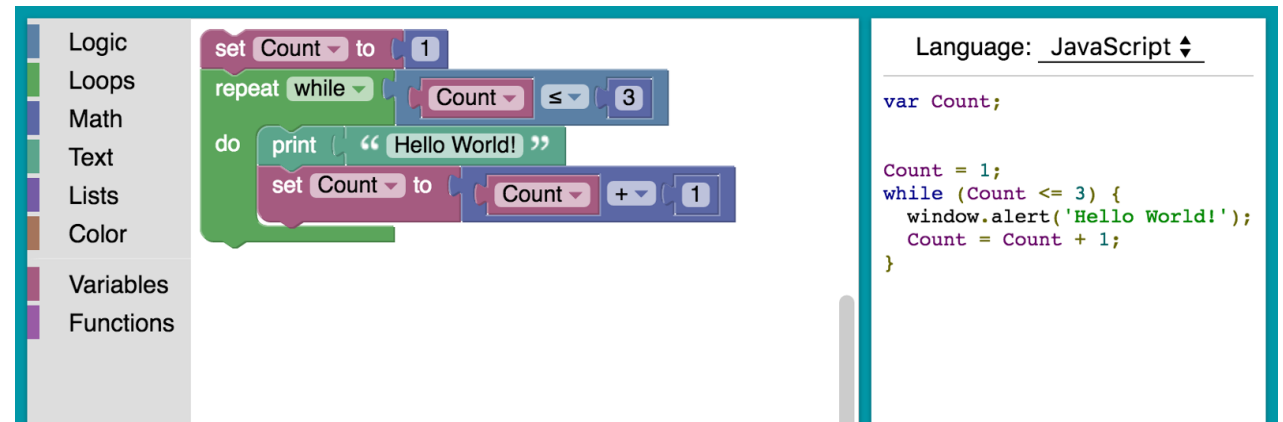 Logic
Loops
Math
Text
Lists
Color
Variables
Functions
set Count to 1
repeat while Count ≤ 3
do print “ Hello World! ”
set Count to Count + 1
Language: JavaScript
var Count;
Count = 1;
while (Count <= 3) {
  window.alert('Hello World!');
  Count = Count + 1;
}